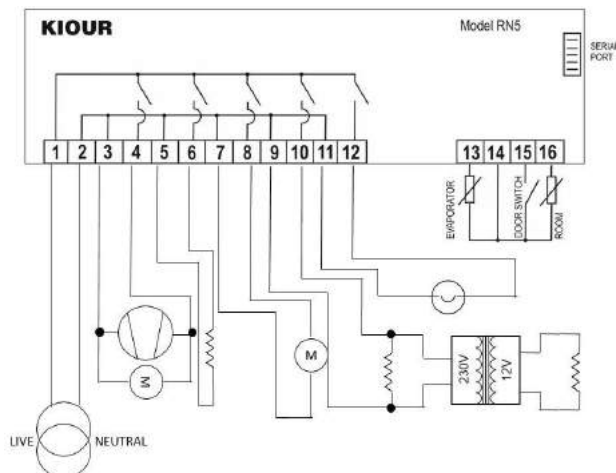 KIOUR
Model RN5
SERIAL
PORT
1 2 3 4 5 6 7 8 9 10 11 12
13 14 15 16
EVAPORATOR
DOOR SWITCH
ROOM
M
M
230V
12V
LIVE
NEUTRAL